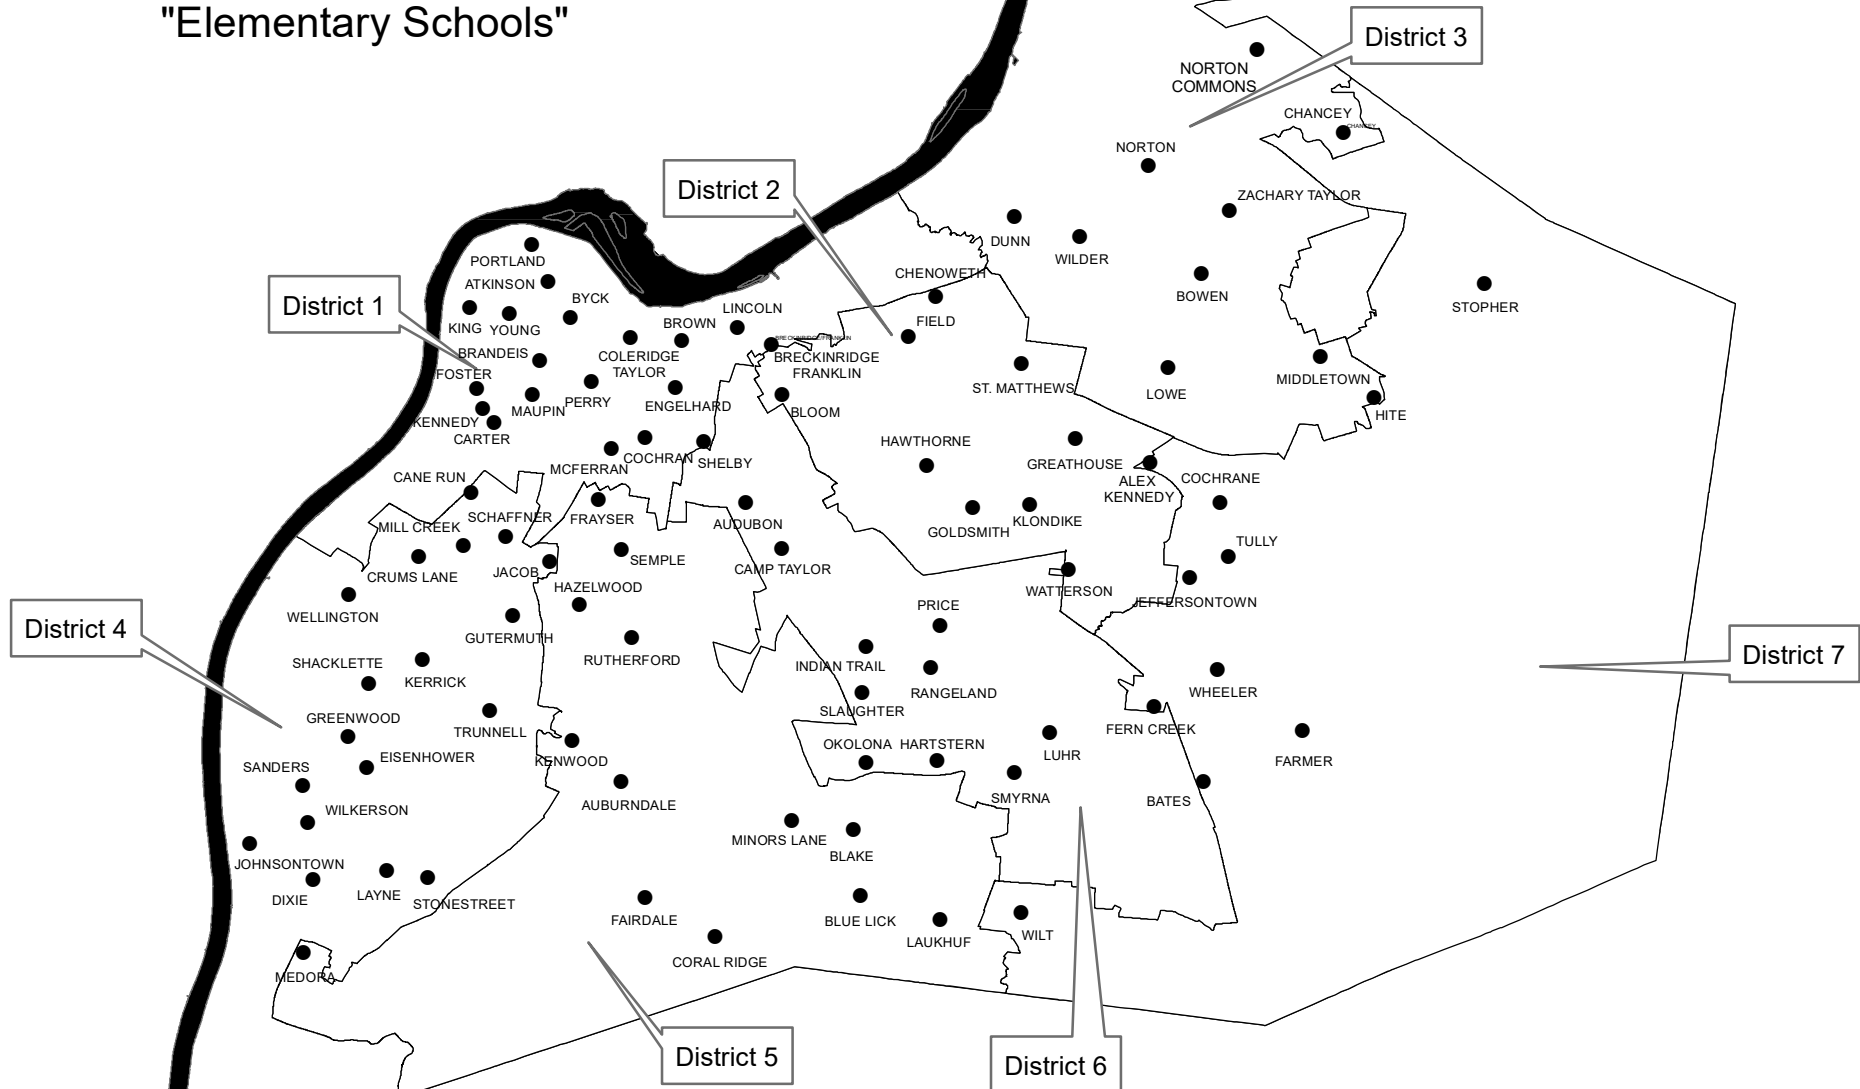 "Elementary Schools"
District 3
NORTON
COMMONS
CHANCEY
CHANCEY
NORTON
District 2
ZACHARY TAYLOR
DUNN
WILDER
PORTLAND
CHENOWETH
ATKINSON
BYCK
BOWEN
District 1
LINCOLN
STOPHER
KING
YOUNG
BROWN
FIELD
BRECKINRIDGE/FRANKLIN
BRANDEIS
COLERIDGE
TAYLOR
BRECKINRIDGE
FRANKLIN
FOSTER
ST. MATTHEWS
LOWE
MIDDLETOWN
MAUPIN
PERRY
ENGELHARD
BLOOM
HITE
KENNEDY
CARTER
HAWTHORNE
MCFERRAN
COCHRAN
SHELBY
GREATHOUSE
CANE RUN
ALEX
KENNEDY
COCHRANE
SCHAFFNER
FRAYSER
AUDUBON
GOLDSMITH
KLONDIKE
MILL CREEK
TULLY
CRUMS LANE
JACOB
SEMPLE
CAMP TAYLOR
HAZELWOOD
WATTERSON
JEFFERSONTOWN
WELLINGTON
PRICE
District 4
GUTERMUTH
RUTHERFORD
INDIAN TRAIL
District 7
SHACKLETTE
KERRICK
RANGELAND
WHEELER
GREENWOOD
SLAUGHTER
TRUNNELL
FERN CREEK
OKOLONA
HARTSTERN
EISENHOWER
KENWOOD
LUHR
FARMER
SANDERS
AUBURNDALE
SMYRNA
BATES
WILKERSON
MINORS LANE
BLAKE
JOHNSONTOWN
DIXIE
LAYNE
STONESTREET
FAIRDALE
BLUE LICK
LAUKHUF
WILT
CORAL RIDGE
MEDORA
District 5
District 6